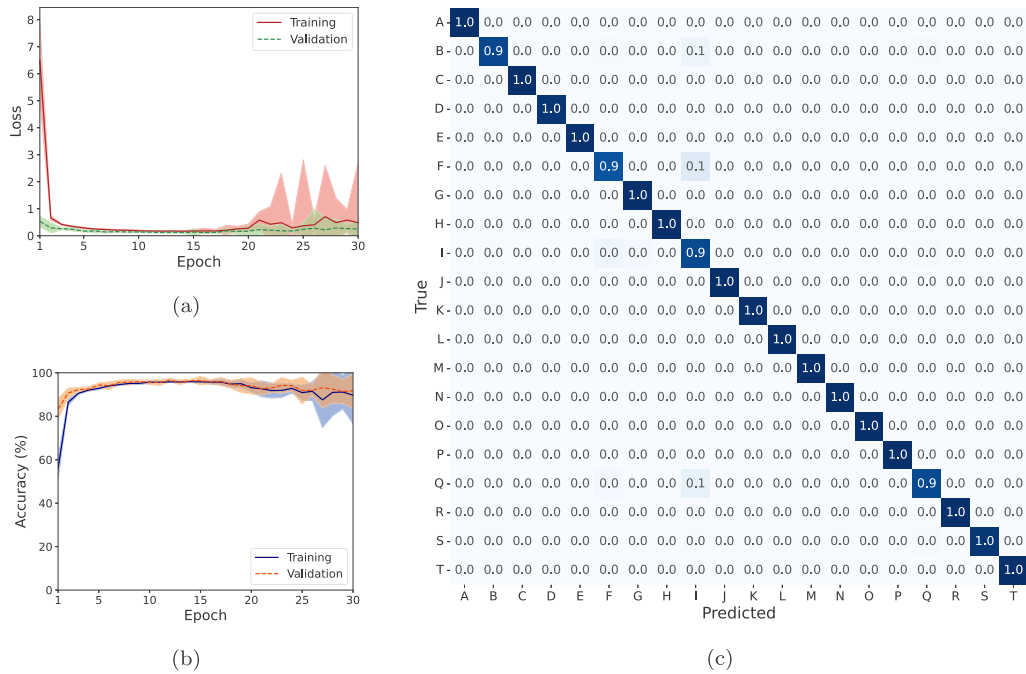 8
7
6
5
4
3
2
1
0
Loss
Training
Validation
1 5 10 15 20 25 30
Epoch
(a)
100
80
60
40
20
0
Accuracy (%)
Training
Validation
1 5 10 15 20 25 30
Epoch
(b)
True
A 1.0 0.0 0.0 0.0 0.0 0.0 0.0 0.0 0.0 0.0 0.0 0.0 0.0 0.0 0.0 0.0 0.0 0.0 0.0 0.0
B 0.0 0.9 0.0 0.0 0.0 0.0 0.0 0.0 0.1 0.0 0.0 0.0 0.0 0.0 0.0 0.0 0.0 0.0 0.0 0.0
C 0.0 0.0 1.0 0.0 0.0 0.0 0.0 0.0 0.0 0.0 0.0 0.0 0.0 0.0 0.0 0.0 0.0 0.0 0.0 0.0
D 0.0 0.0 0.0 1.0 0.0 0.0 0.0 0.0 0.0 0.0 0.0 0.0 0.0 0.0 0.0 0.0 0.0 0.0 0.0 0.0
E 0.0 0.0 0.0 0.0 1.0 0.0 0.0 0.0 0.0 0.0 0.0 0.0 0.0 0.0 0.0 0.0 0.0 0.0 0.0 0.0
F 0.0 0.0 0.0 0.0 0.0 0.9 0.0 0.0 0.1 0.0 0.0 0.0 0.0 0.0 0.0 0.0 0.0 0.0 0.0 0.0
G 0.0 0.0 0.0 0.0 0.0 0.0 1.0 0.0 0.0 0.0 0.0 0.0 0.0 0.0 0.0 0.0 0.0 0.0 0.0 0.0
H 0.0 0.0 0.0 0.0 0.0 0.0 0.0 1.0 0.0 0.0 0.0 0.0 0.0 0.0 0.0 0.0 0.0 0.0 0.0 0.0
I 0.0 0.0 0.0 0.0 0.0 0.0 0.0 0.0 0.9 0.0 0.0 0.0 0.0 0.0 0.0 0.0 0.0 0.0 0.0 0.0
J 0.0 0.0 0.0 0.0 0.0 0.0 0.0 0.0 0.0 1.0 0.0 0.0 0.0 0.0 0.0 0.0 0.0 0.0 0.0 0.0
K 0.0 0.0 0.0 0.0 0.0 0.0 0.0 0.0 0.0 0.0 1.0 0.0 0.0 0.0 0.0 0.0 0.0 0.0 0.0 0.0
L 0.0 0.0 0.0 0.0 0.0 0.0 0.0 0.0 0.0 0.0 0.0 1.0 0.0 0.0 0.0 0.0 0.0 0.0 0.0 0.0
M 0.0 0.0 0.0 0.0 0.0 0.0 0.0 0.0 0.0 0.0 0.0 0.0 1.0 0.0 0.0 0.0 0.0 0.0 0.0 0.0
N 0.0 0.0 0.0 0.0 0.0 0.0 0.0 0.0 0.0 0.0 0.0 0.0 0.0 1.0 0.0 0.0 0.0 0.0 0.0 0.0
O 0.0 0.0 0.0 0.0 0.0 0.0 0.0 0.0 0.0 0.0 0.0 0.0 0.0 0.0 1.0 0.0 0.0 0.0 0.0 0.0
P 0.0 0.0 0.0 0.0 0.0 0.0 0.0 0.0 0.0 0.0 0.0 0.0 0.0 0.0 0.0 1.0 0.0 0.0 0.0 0.0
Q 0.0 0.0 0.0 0.0 0.0 0.0 0.0 0.0 0.1 0.0 0.0 0.0 0.0 0.0 0.0 0.0 0.9 0.0 0.0 0.0
R 0.0 0.0 0.0 0.0 0.0 0.0 0.0 0.0 0.0 0.0 0.0 0.0 0.0 0.0 0.0 0.0 0.0 1.0 0.0 0.0
S 0.0 0.0 0.0 0.0 0.0 0.0 0.0 0.0 0.0 0.0 0.0 0.0 0.0 0.0 0.0 0.0 0.0 0.0 1.0 0.0
T 0.0 0.0 0.0 0.0 0.0 0.0 0.0 0.0 0.0 0.0 0.0 0.0 0.0 0.0 0.0 0.0 0.0 0.0 0.0 1.0
A B C D E F G H I J K L M N O P Q R S T
Predicted
(c)